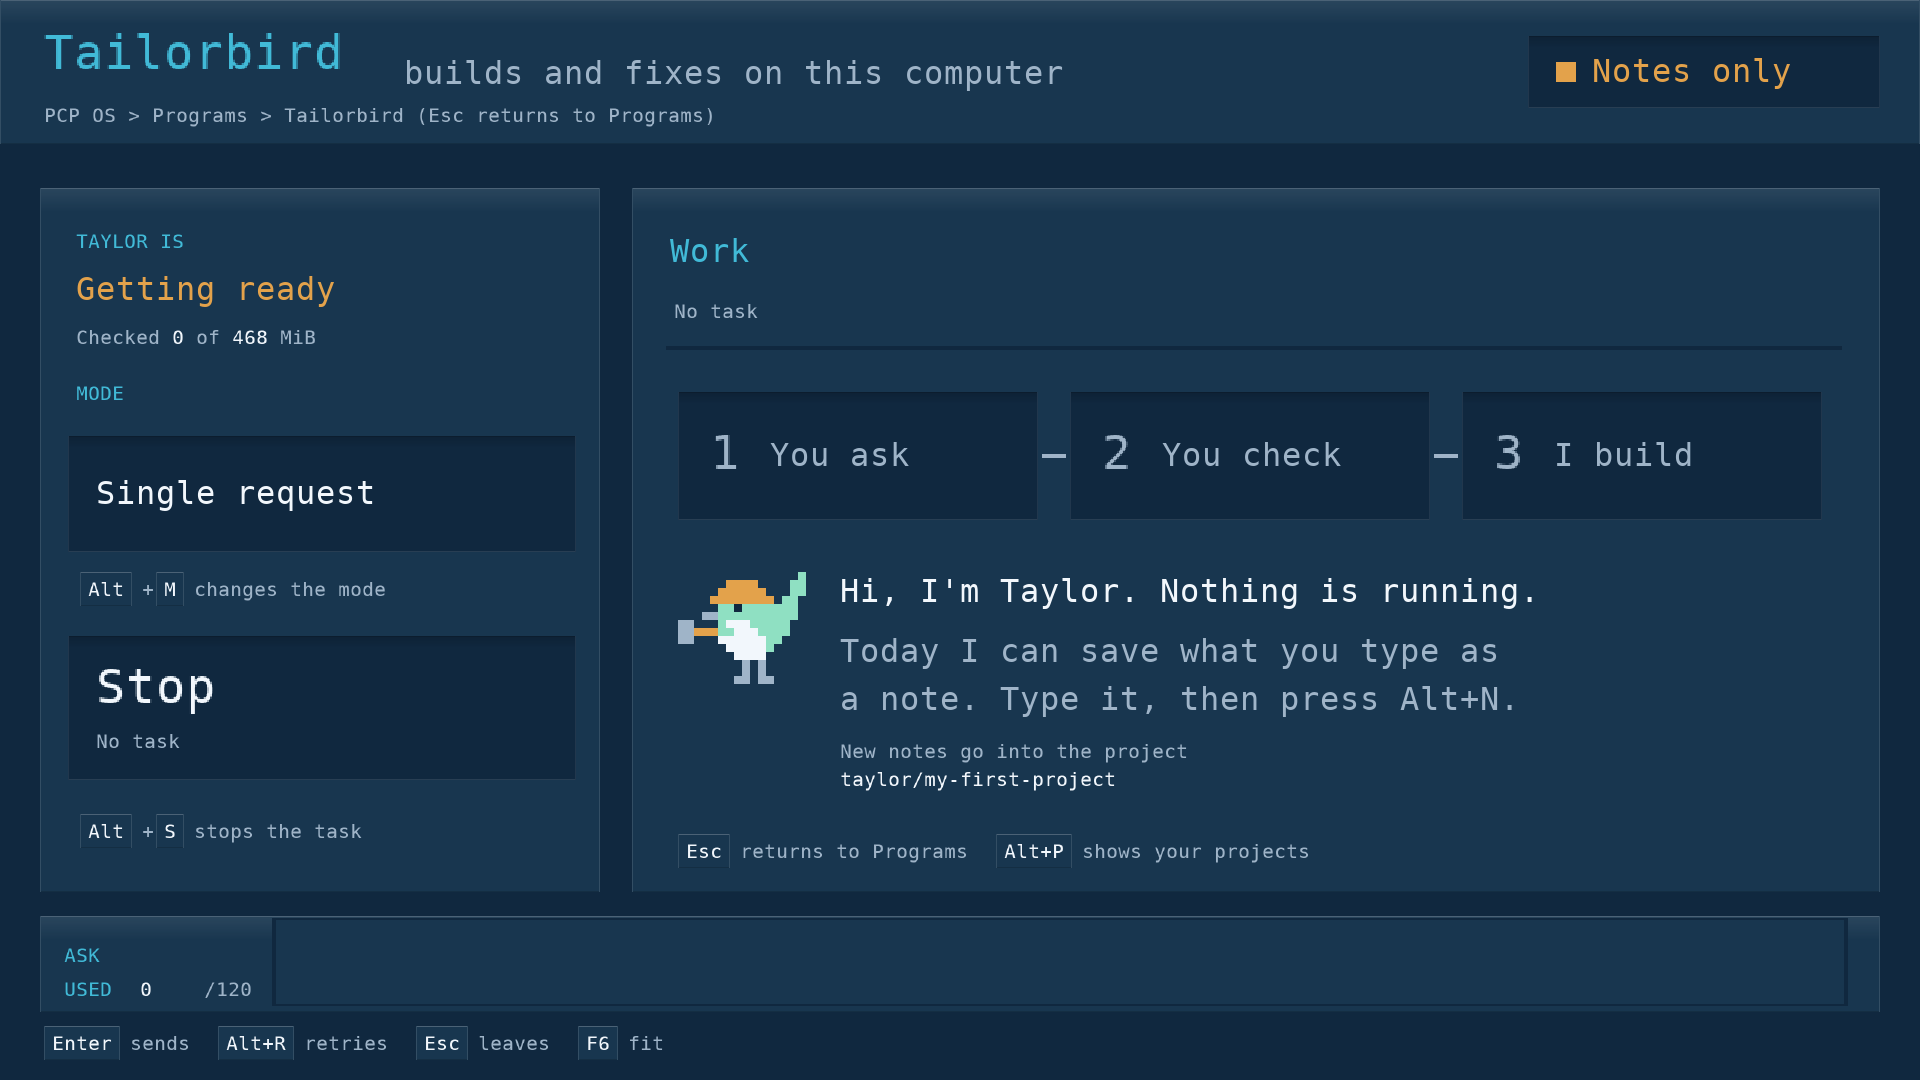 Tailorbird
builds and fixes on this computer
Notes only
PCP OS > Programs > Tailorbird (Esc returns to Programs)
TAYLOR IS
Getting ready
Checked 0 of 468 MiB
MODE
Single request
Alt + M changes the mode
Stop
No task
Alt + S stops the task
Work
No task
1 You ask
2 You check
3 I build
Hi, I'm Taylor. Nothing is running.
Today I can save what you type as
a note. Type it, then press Alt+N.
New notes go into the project
taylor/my-first-project
Esc returns to Programs Alt+P shows your projects
ASK
USED 0 /120
Enter sends Alt+R retries Esc leaves F6 fit